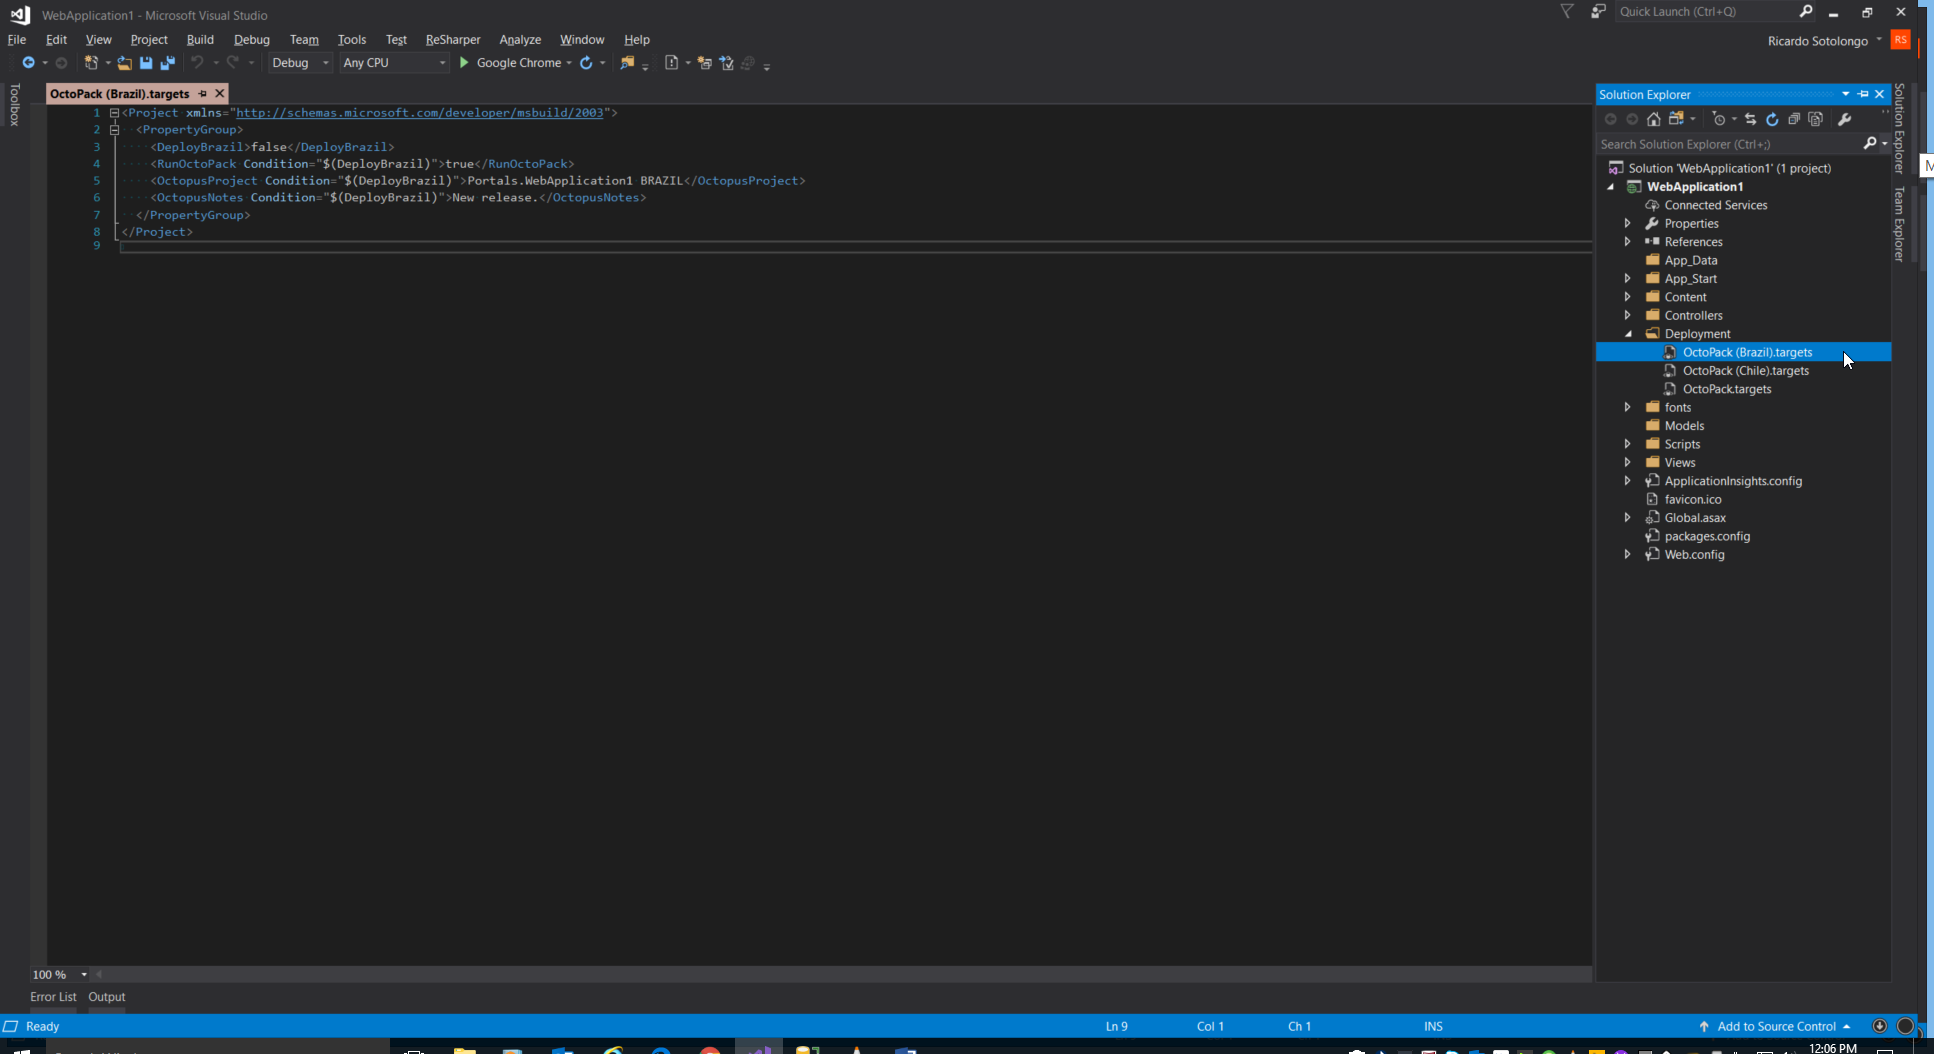 WebApplication1 - Microsoft Visual Studio
Quick Launch (Ctrl+Q)
File Edit View Project Build Debug Team Tools Test ReSharper Analyze Window Help
Ricardo Sotolongo RS
Debug Any CPU Google Chrome
Toolbox
OctoPack (Brazil).targets
1 <Project xmlns="http://schemas.microsoft.com/developer/msbuild/2003">
2 <PropertyGroup>
3 <DeployBrazil>false</DeployBrazil>
4 <RunOctoPack Condition="$(DeployBrazil)">true</RunOctoPack>
5 <OctopusProject Condition="$(DeployBrazil)">Portals.WebApplication1 BRAZIL</OctopusProject>
6 <OctopusNotes Condition="$(DeployBrazil)">New release.</OctopusNotes>
7 </PropertyGroup>
8 </Project>
9
Solution Explorer
Search Solution Explorer (Ctrl+;)
Solution 'WebApplication1' (1 project)
WebApplication1
Connected Services
Properties
References
App_Data
App_Start
Content
Controllers
Deployment
OctoPack (Brazil).targets
OctoPack (Chile).targets
OctoPack.targets
fonts
Models
Scripts
Views
ApplicationInsights.config
favicon.ico
Global.asax
packages.config
Web.config
Solution Explorer
Team Explorer
100 %
Error List Output
Ready
Ln 9 Col 1 Ch 1 INS
Add to Source Control
12:06 PM